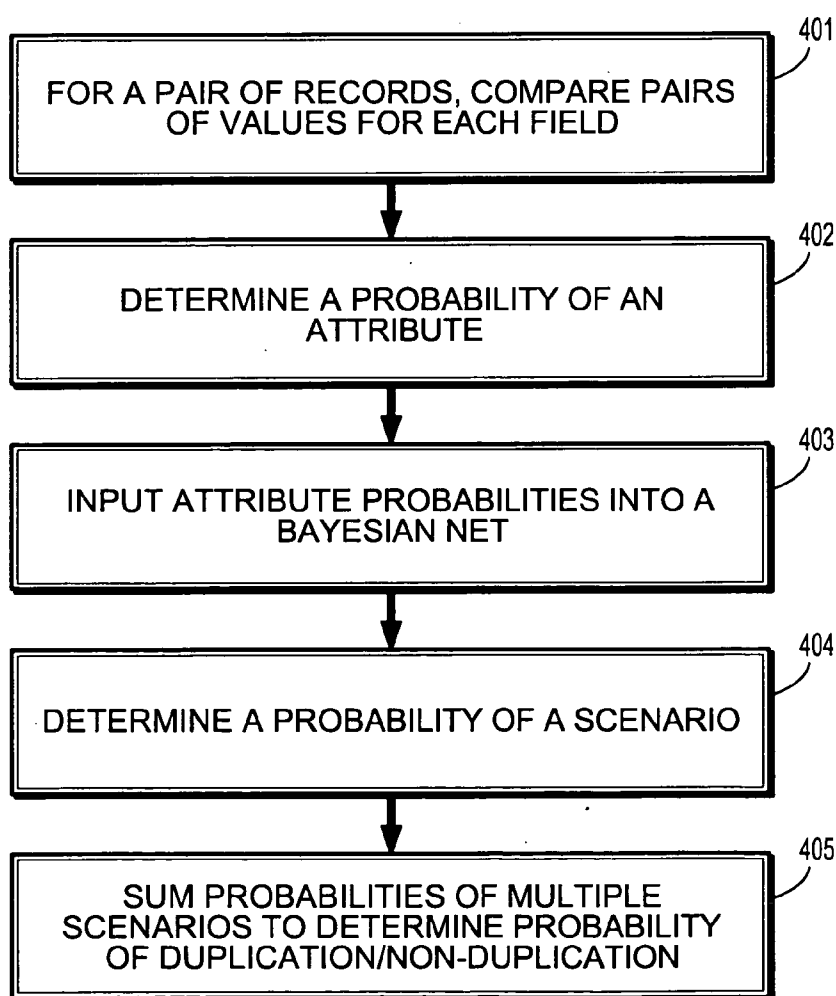 401
FOR A PAIR OF RECORDS, COMPARE PAIRS
OF VALUES FOR EACH FIELD
402
DETERMINE A PROBABILITY OF AN
ATTRIBUTE
403
INPUT ATTRIBUTE PROBABILITIES INTO A
BAYESIAN NET
404
DETERMINE A PROBABILITY OF A SCENARIO
405
SUM PROBABILITIES OF MULTIPLE
SCENARIOS TO DETERMINE PROBABILITY
OF DUPLICATION/NON-DUPLICATION